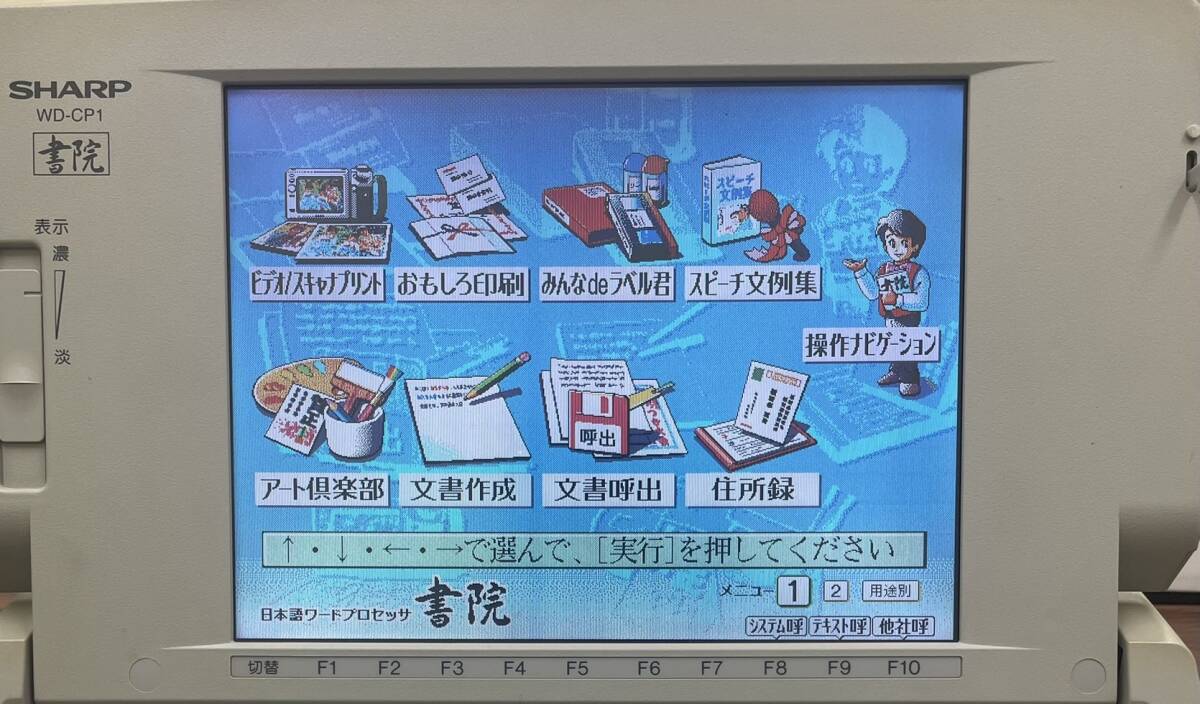 SHARP
WD-CP1
書院
表示
濃
淡
スピーチ
文例集
ビデオ/スキャナプリント
おもしろ印刷
みんなdeラベル君
スピーチ文例集
書院
操作ナビゲーション
呼出
アート倶楽部
文書作成
文書呼出
住所録
↑・↓・←・→で選んで、[実行]を押してください
メニュー 1 2 用途別
日本語ワードプロセッサ 書院
システム呼 テキスト呼 他社呼
切替 F1 F2 F3 F4 F5 F6 F7 F8 F9 F10